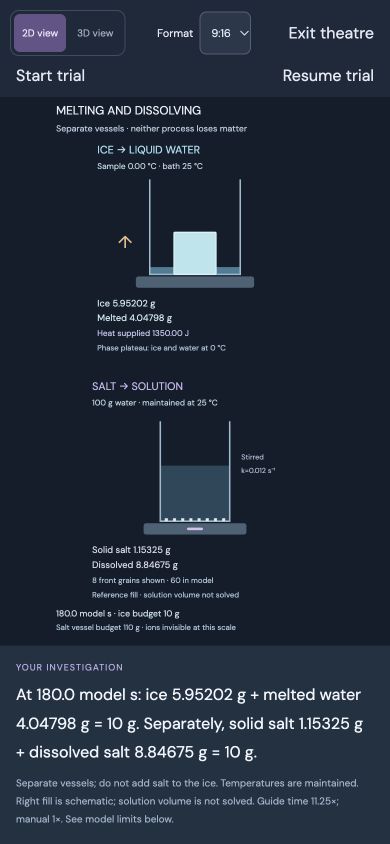 2D view 3D view Format 9:16 Exit theatre
Start trial Resume trial
MELTING AND DISSOLVING
Separate vessels · neither process loses matter
ICE → LIQUID WATER
Sample 0.00 °C · bath 25 °C
Ice 5.95202 g
Melted 4.04798 g
Heat supplied 1350.00 J
Phase plateau: ice and water at 0 °C
SALT → SOLUTION
100 g water · maintained at 25 °C
Stirred
k=0.012 s⁻¹
Solid salt 1.15325 g
Dissolved 8.84675 g
8 front grains shown · 60 in model
Reference fill · solution volume not solved
180.0 model s · ice budget 10 g
Salt vessel budget 110 g · ions invisible at this scale
YOUR INVESTIGATION
At 180.0 model s: ice 5.95202 g + melted water
4.04798 g = 10 g. Separately, solid salt 1.15325 g
+ dissolved salt 8.84675 g = 10 g.
Separate vessels; do not add salt to the ice. Temperatures are maintained.
Right fill is schematic; solution volume is not solved. Guide time 11.25×;
manual 1×. See model limits below.